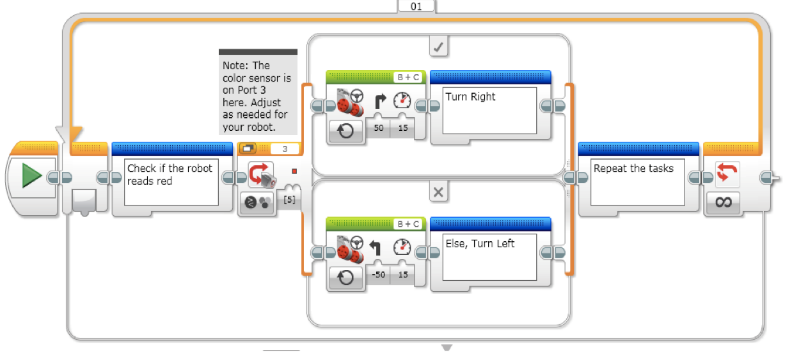 01
Note: The
color sensor is
on Port 3
here. Adjust
as needed for
your robot.
B + C
Turn Right
50 15
3
Check if the robot
reads red
[5]
Repeat the tasks
B + C
Else, Turn Left
-50 15